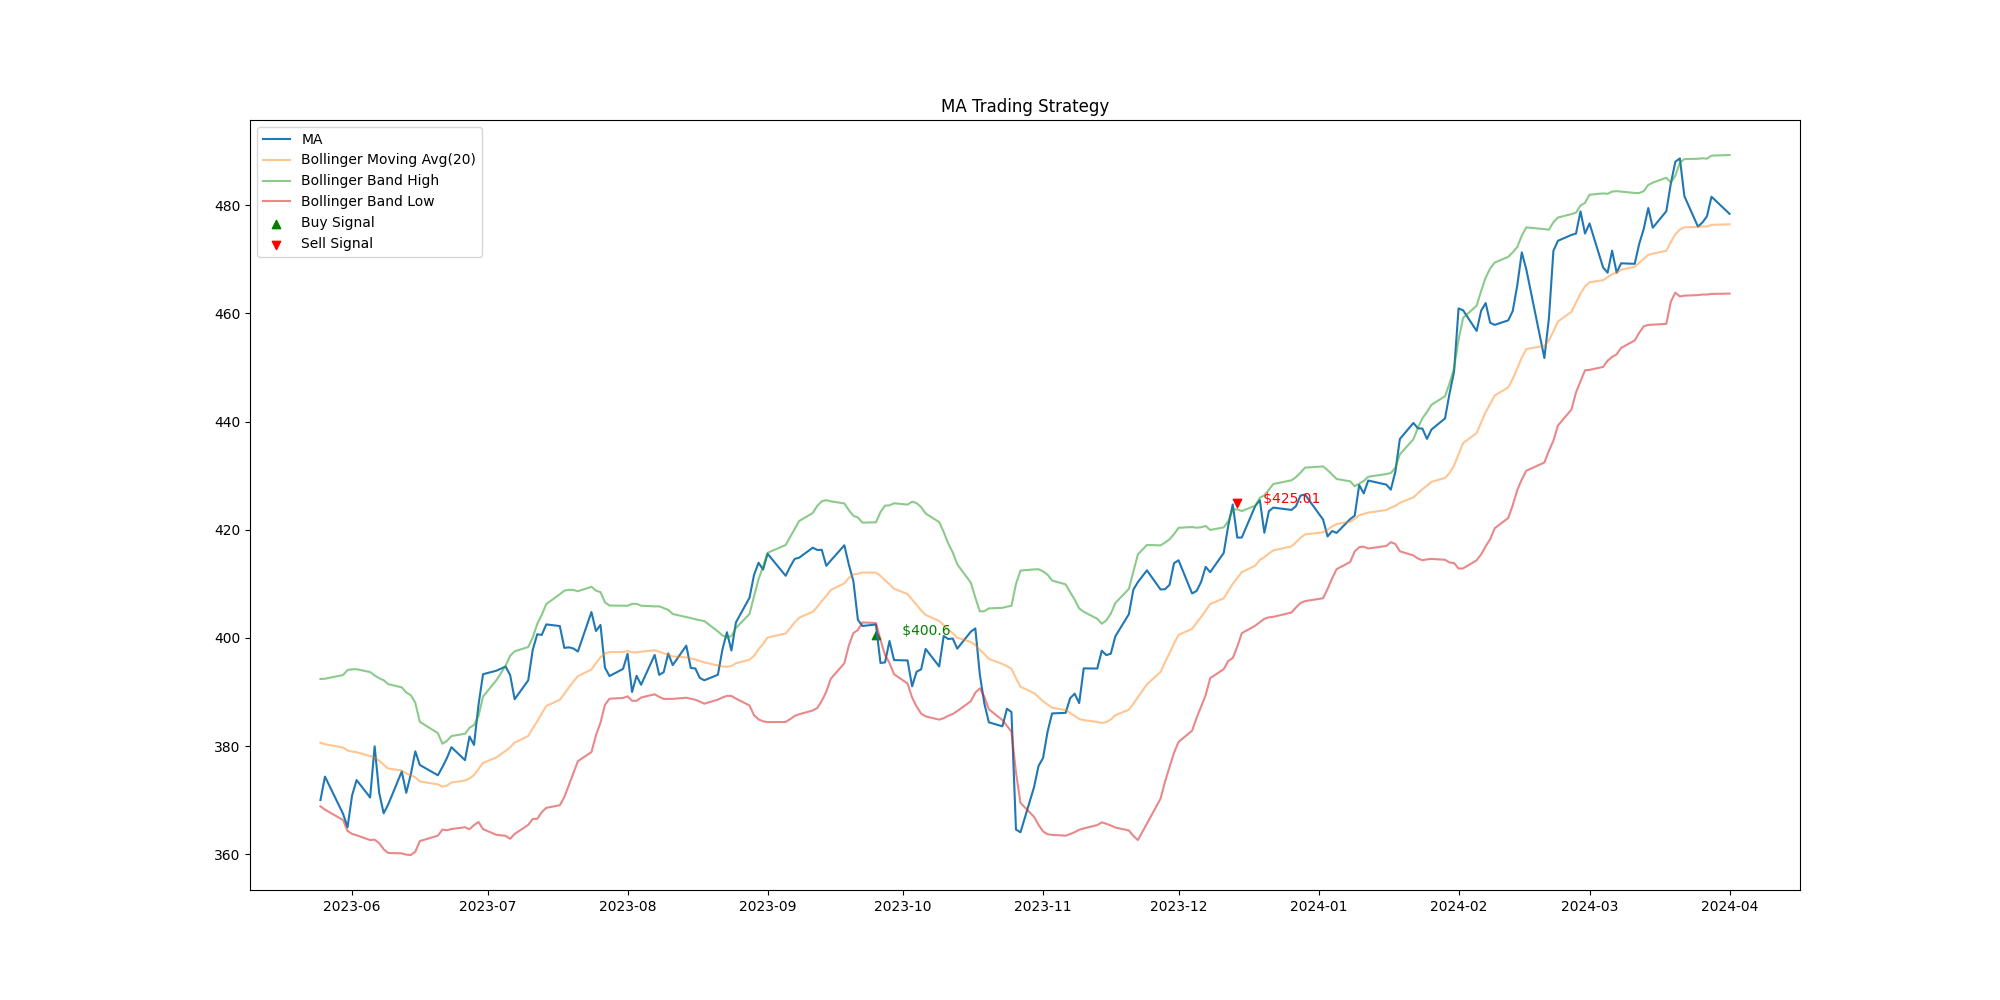 MA Trading Strategy
MA
Bollinger Moving Avg(20)
Bollinger Band High
Bollinger Band Low
Buy Signal
Sell Signal
480
460
440
420
400
380
360
$425.01
$400.6
2023-06
2023-07
2023-08
2023-09
2023-10
2023-11
2023-12
2024-01
2024-02
2024-03
2024-04